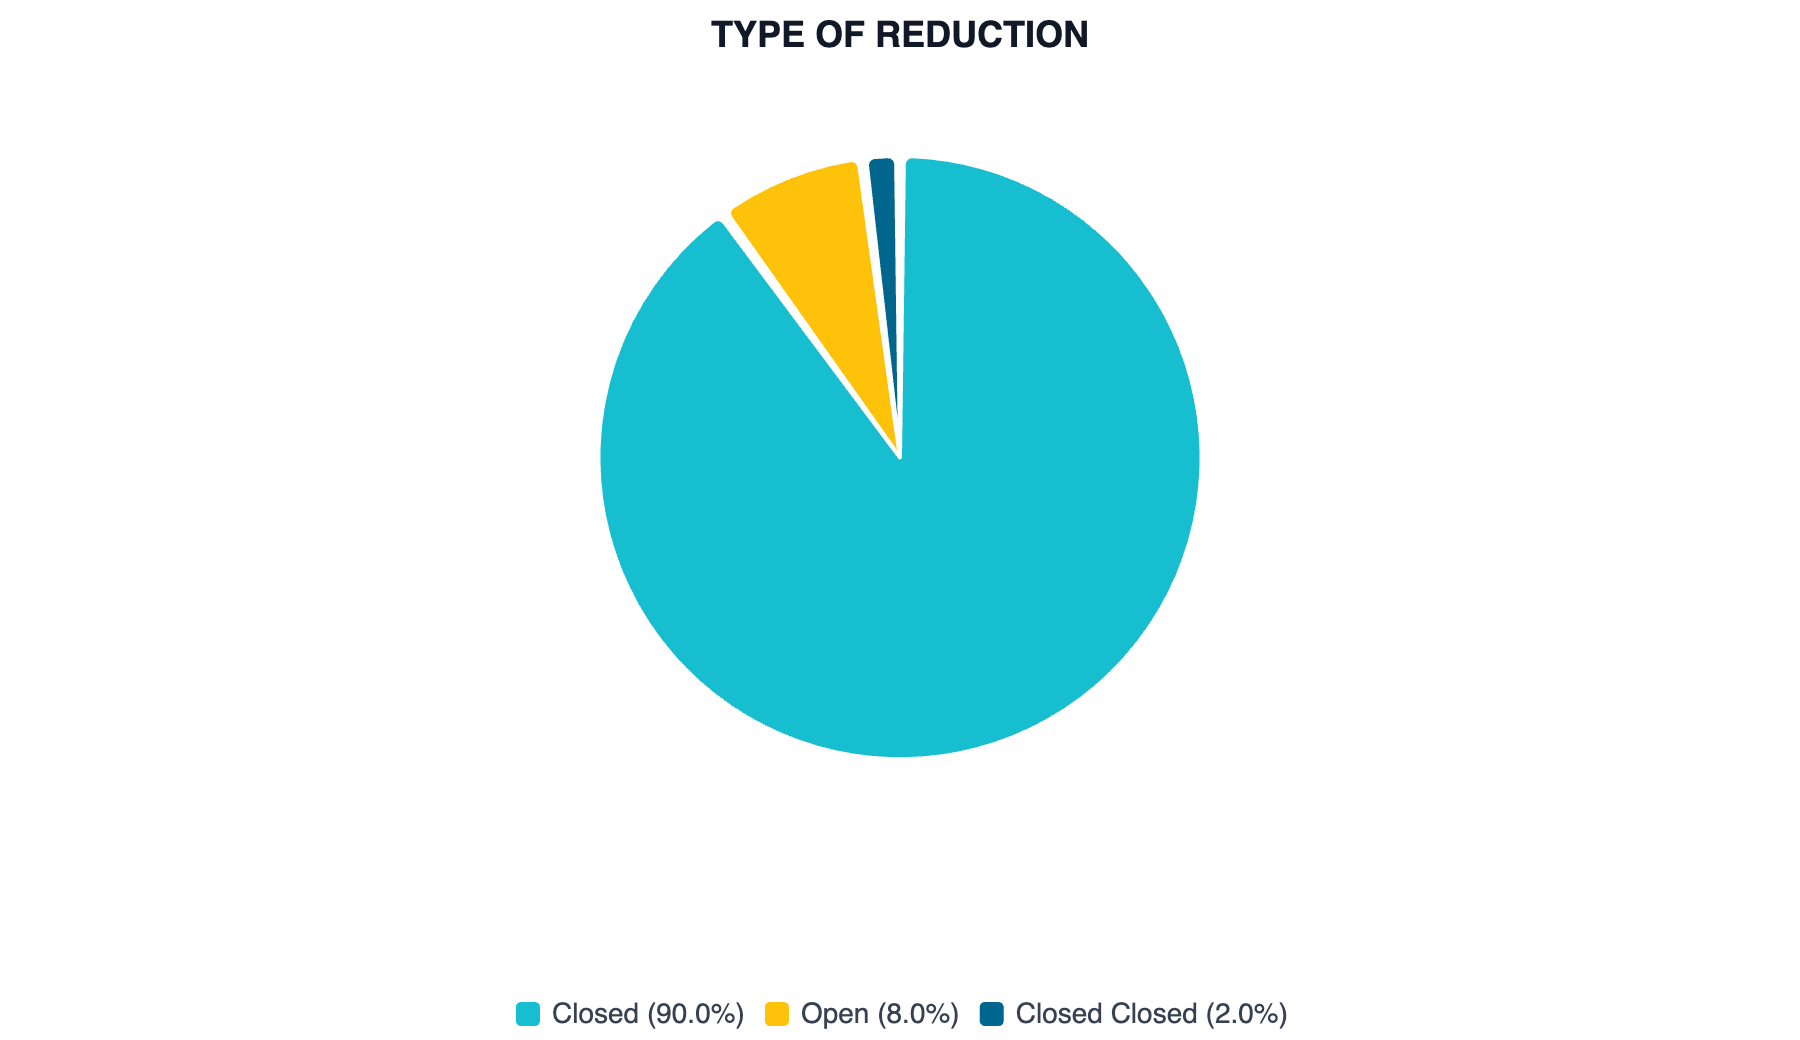 TYPE OF REDUCTION
Closed (90.0%) Open (8.0%) Closed Closed (2.0%)